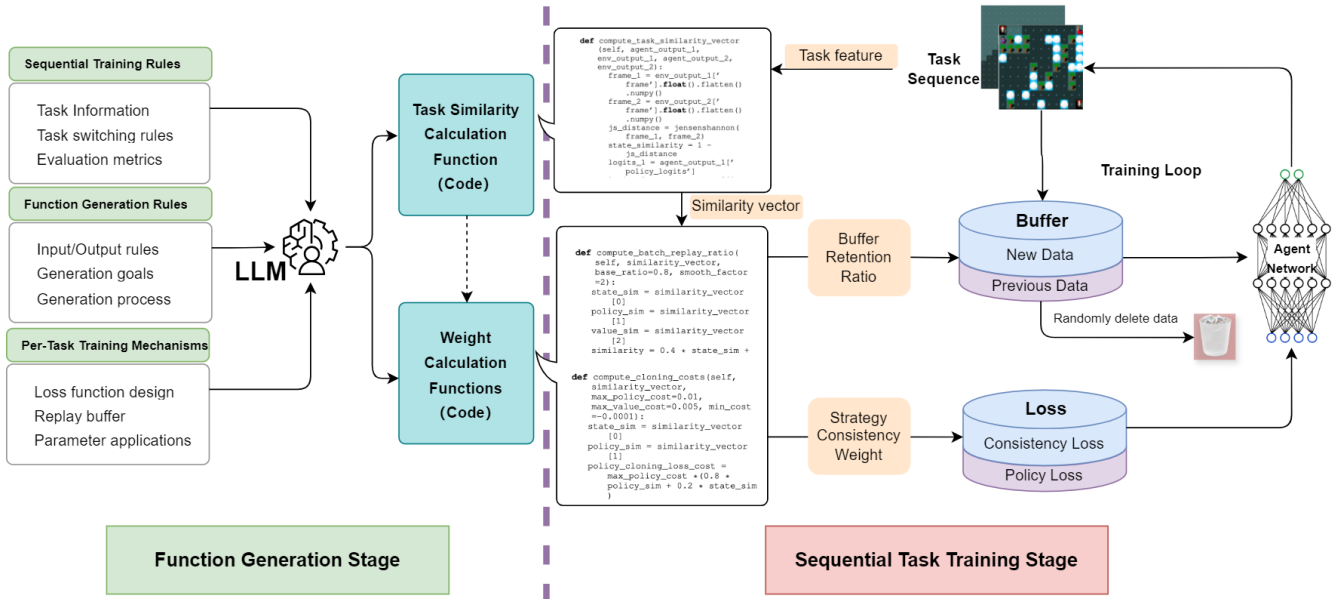 Sequential Training Rules
Task Information
Task switching rules
Evaluation metrics
Function Generation Rules
Input/Output rules
Generation goals
Generation process
Per-Task Training Mechanisms
Loss function design
Replay buffer
Parameter applications
LLM
Task Similarity
Calculation
Function
(Code)
Weight
Calculation
Functions
(Code)
Function Generation Stage
def compute_task_similarity_vector
(self, agent_output_1,
env_output_1, agent_output_2,
env_output_2):
frame_1 = env_output_1['
frame'].float().flatten()
.numpy()
frame_2 = env_output_2['
frame'].float().flatten()
.numpy()
js_distance = jensenshannon(
frame_1, frame_2)
state_similarity = 1 -
js_distance
logits_1 = agent_output_1['
policy_logits']
Task feature
Task
Sequence
Similarity vector
def compute_batch_replay_ratio(
self, similarity_vector,
base_ratio=0.8, smooth_factor
=2):
state_sim = similarity_vector
[0]
policy_sim = similarity_vector
[1]
value_sim = similarity_vector
[2]
similarity = 0.4 * state_sim +
def compute_cloning_costs(self,
similarity_vector,
max_policy_cost=0.01,
max_value_cost=0.005, min_cost
=-0.0001):
state_sim = similarity_vector
[0]
policy_sim = similarity_vector
[1]
policy_cloning_loss_cost =
max_policy_cost *(0.8 *
policy_sim + 0.2 * state_sim
)
Buffer
Retention
Ratio
Training Loop
Buffer
New Data
Previous Data
Randomly delete data
Agent
Network
Strategy
Consistency
Weight
Loss
Consistency Loss
Policy Loss
Sequential Task Training Stage